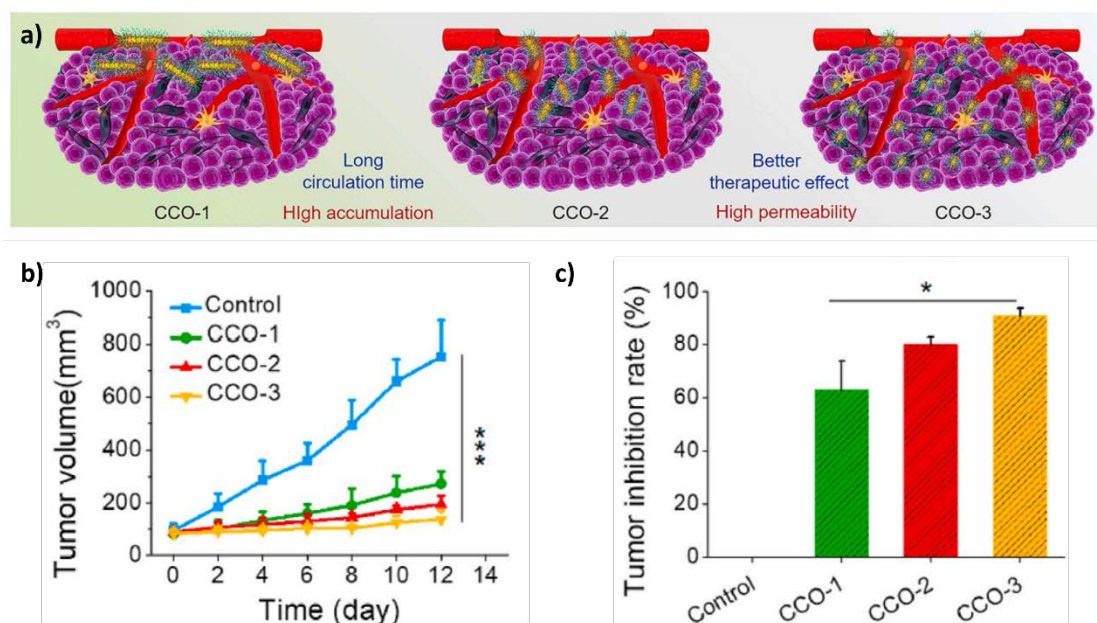 a)
Long
circulation time
HIgh accumulation
Better
therapeutic effect
High permeability
CCO-1
CCO-2
CCO-3
b)
Tumor volume(mm³)
1000
800
600
400
200
0
Control
CCO-1
CCO-2
CCO-3
***
0 2 4 6 8 10 12 14
Time (day)
c)
Tumor inhibition rate (%)
100
80
60
40
20
0
*
Control
CCO-1
CCO-2
CCO-3